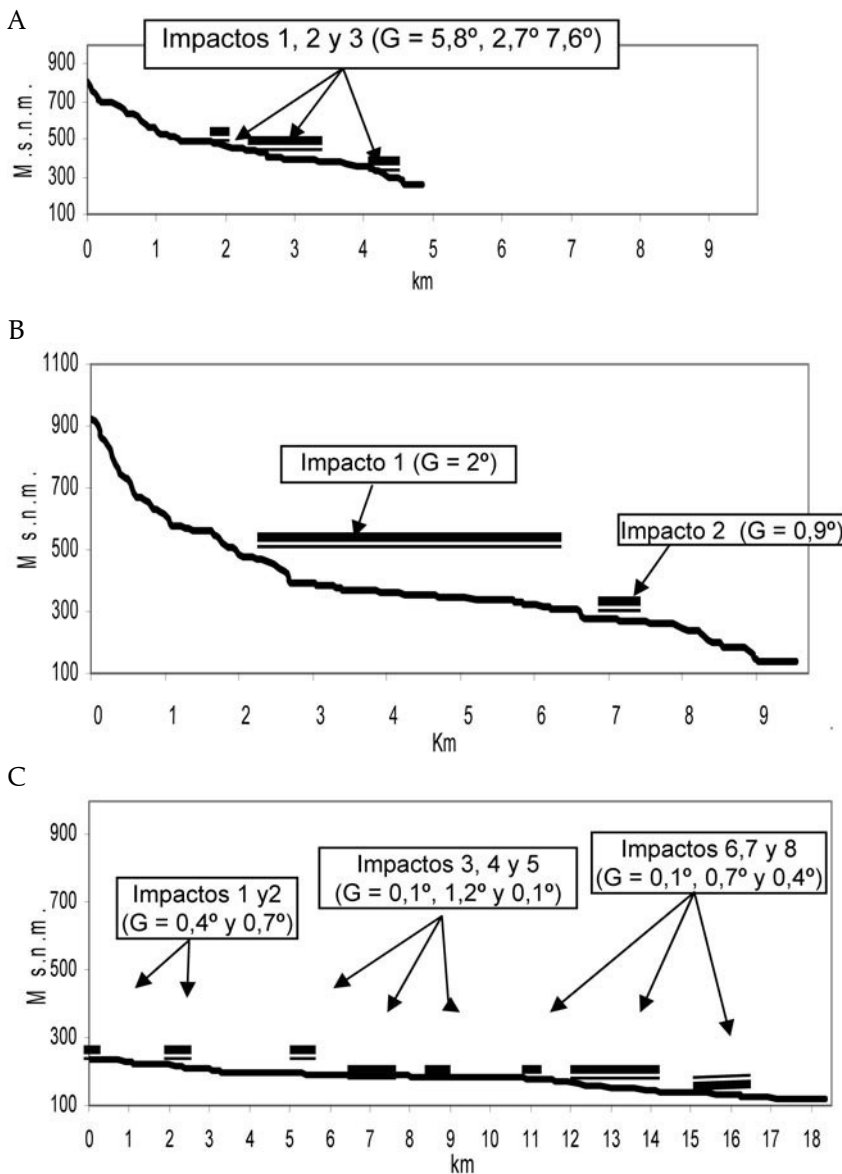 A
Impactos 1, 2 y 3 (G = 5,8º, 2,7º 7,6º)
900
700
500
300
100
M .s.n.m.
0 1 2 3 4 5 6 7 8 9
km
B
1100
900
700
500
300
100
M s.n.m.
Impacto 1 (G = 2º)
Impacto 2 (G = 0,9º)
0 1 2 3 4 5 6 7 8 9
Km
C
900
700
500
300
100
M s.n.m.
Impactos 1 y2
(G = 0,4º y 0,7º)
Impactos 3, 4 y 5
(G = 0,1º, 1,2º y 0,1º)
Impactos 6,7 y 8
(G = 0,1º, 0,7º y 0,4º)
0 1 2 3 4 5 6 7 8 9 10 11 12 13 14 15 16 17 18
km